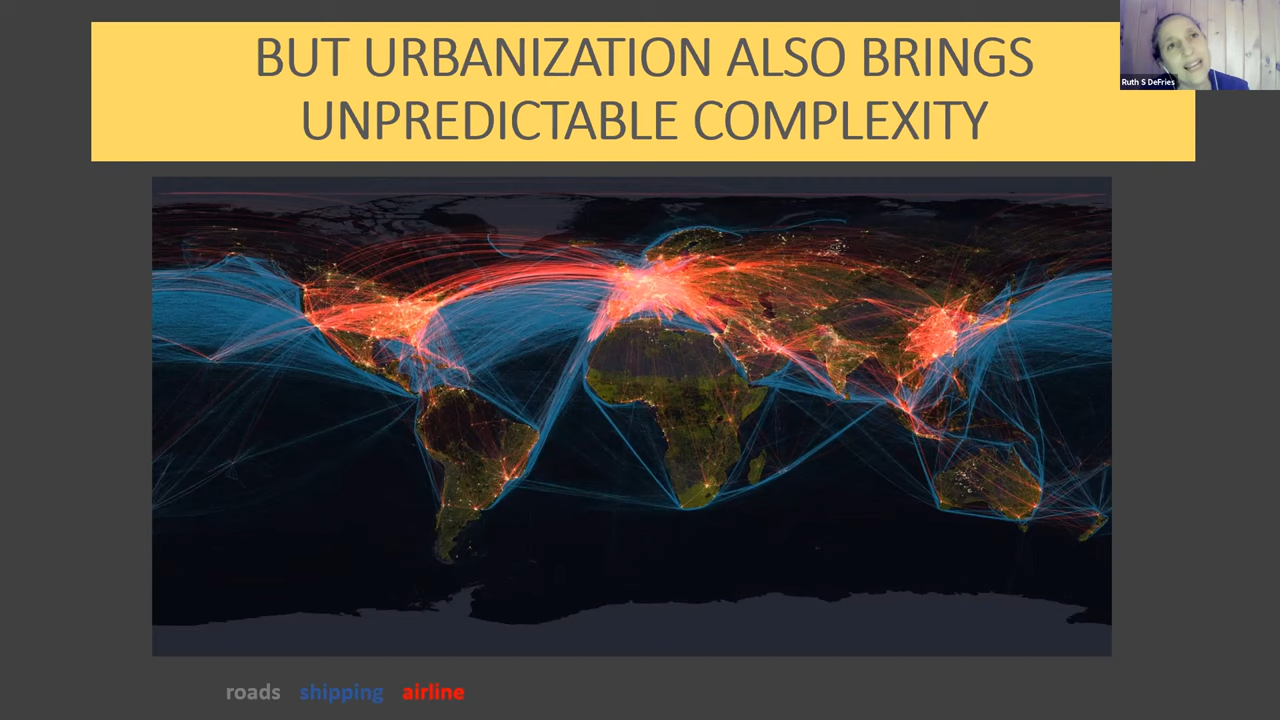 BUT URBANIZATION ALSO BRINGS
UNPREDICTABLE COMPLEXITY
Ruth S DeFries
roads shipping airline